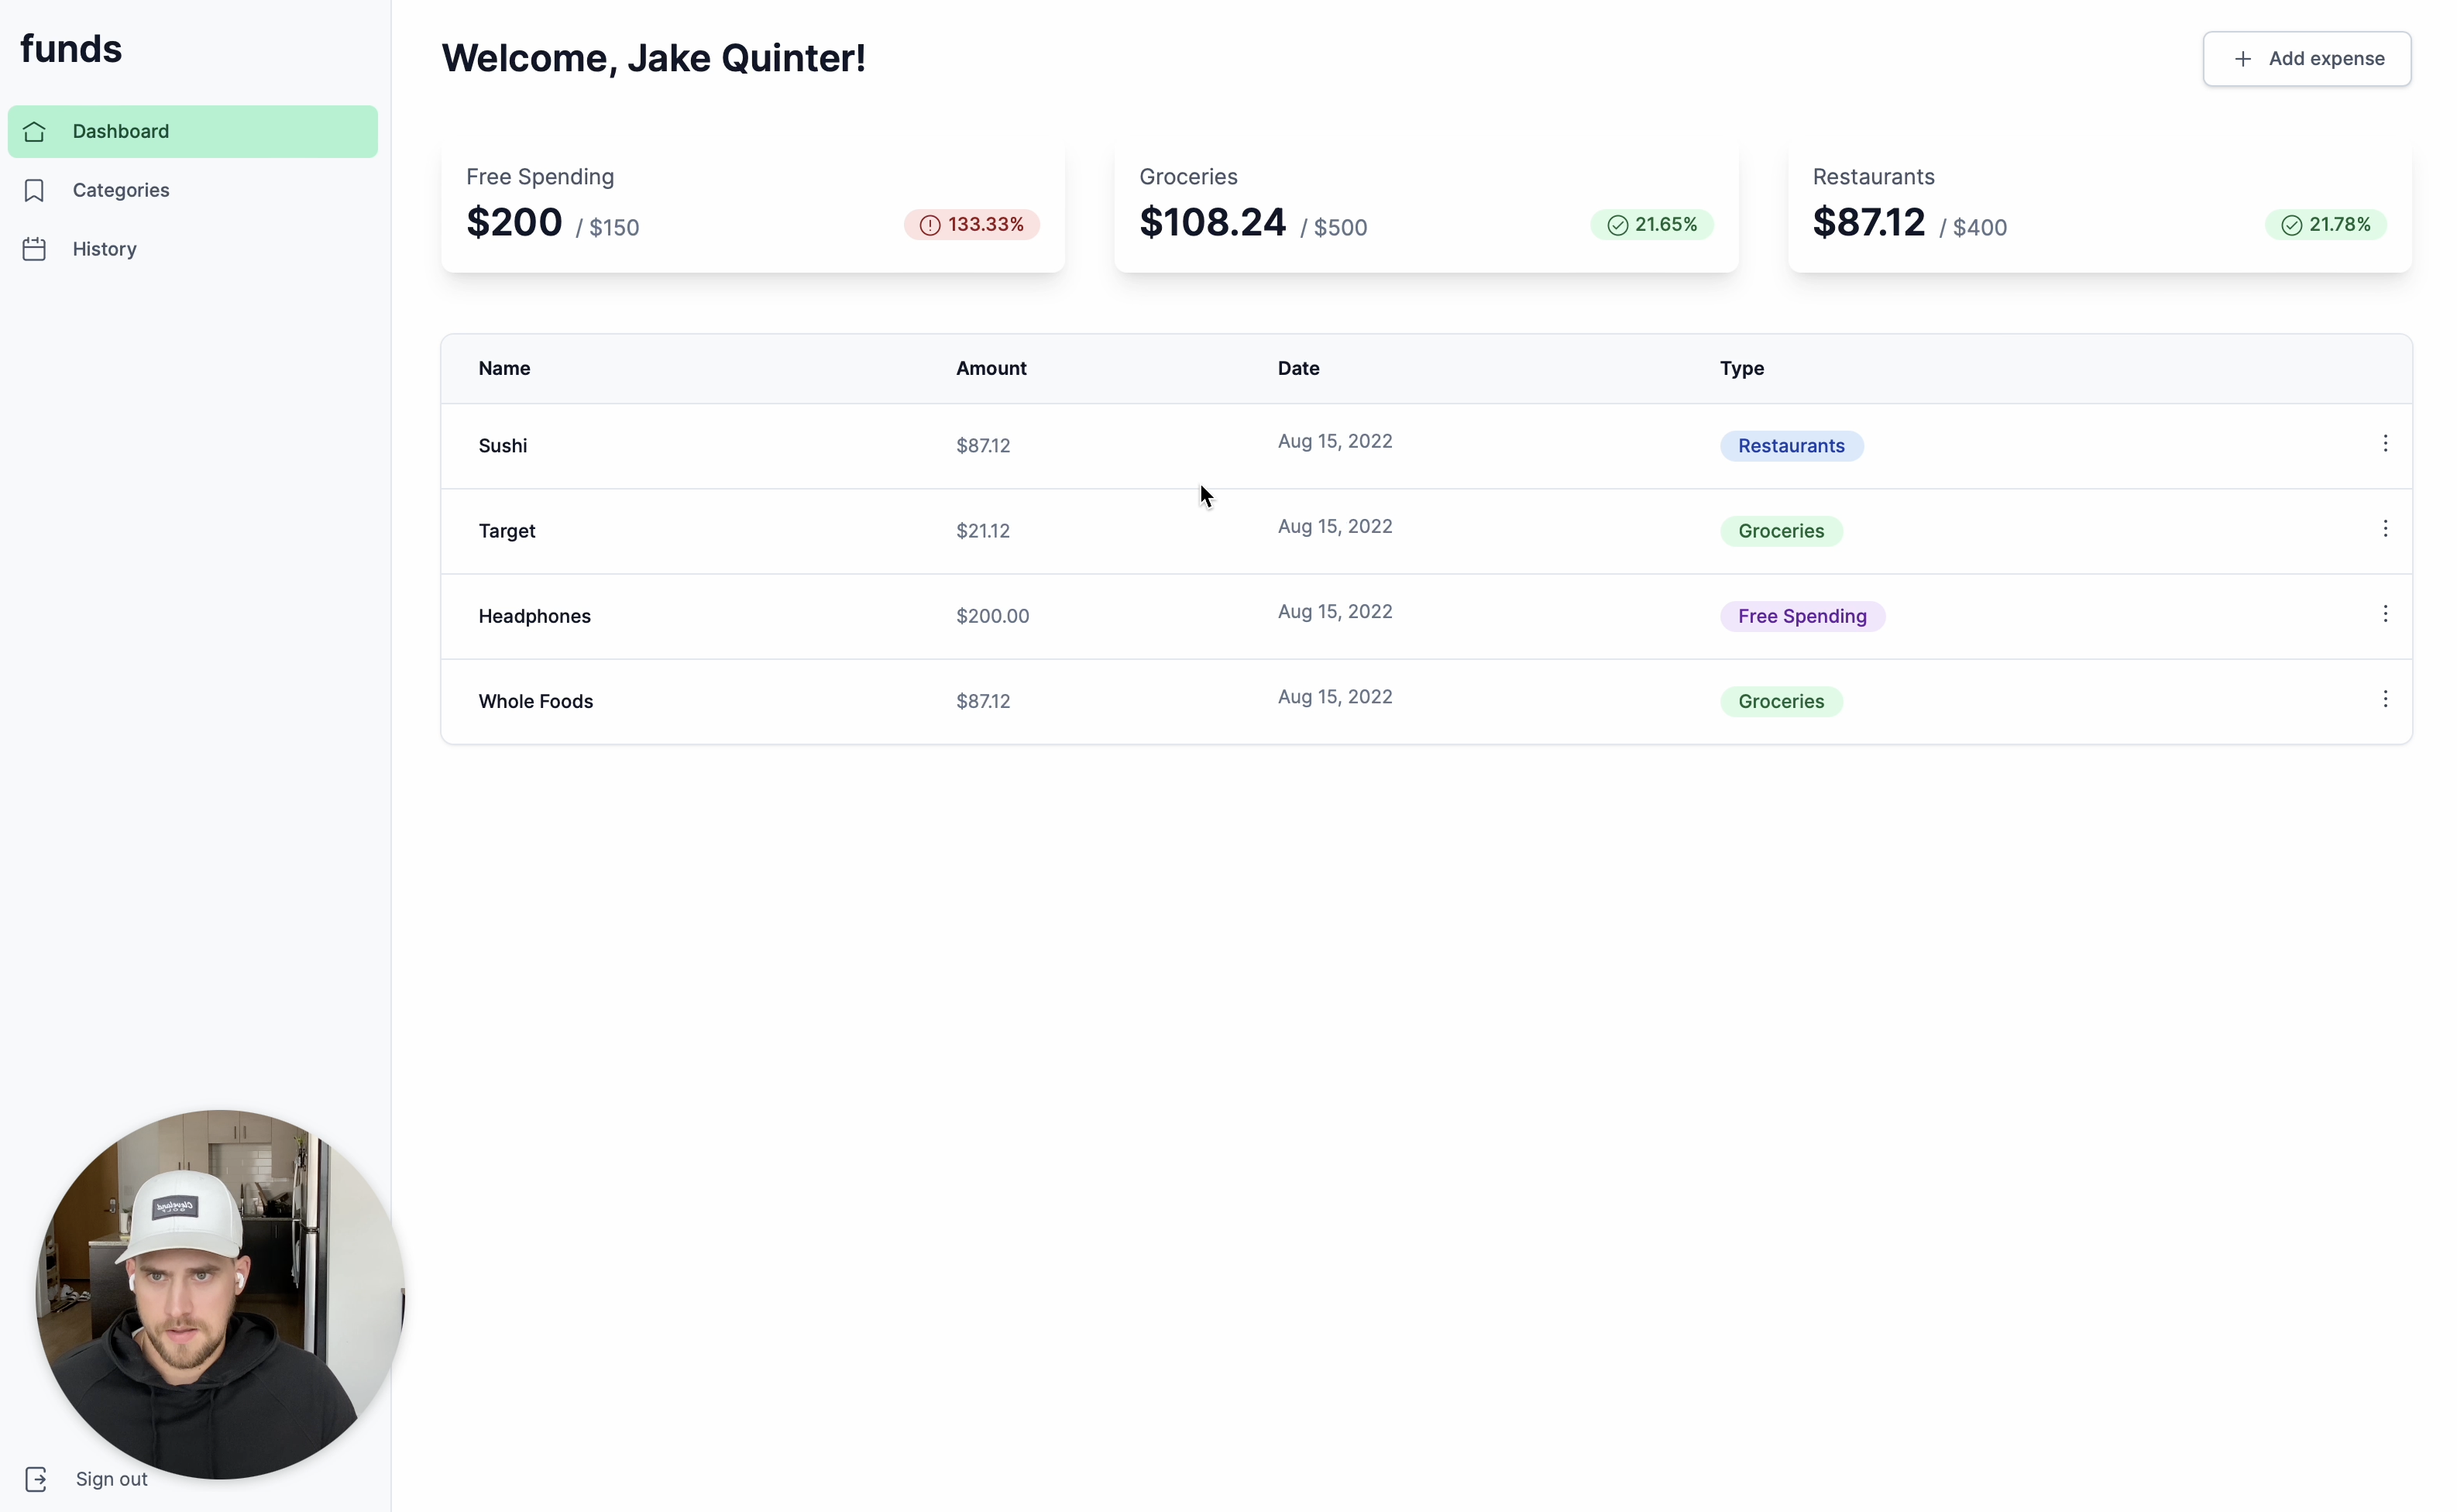 funds
Dashboard
Categories
History
Sign out
Welcome, Jake Quinter!
Add expense
Free Spending
$200 / $150
133.33%
Groceries
$108.24 / $500
21.65%
Restaurants
$87.12 / $400
21.78%
Name Amount Date Type
Sushi $87.12 Aug 15, 2022 Restaurants
Target $21.12 Aug 15, 2022 Groceries
Headphones $200.00 Aug 15, 2022 Free Spending
Whole Foods $87.12 Aug 15, 2022 Groceries
Cleveland
GOLF